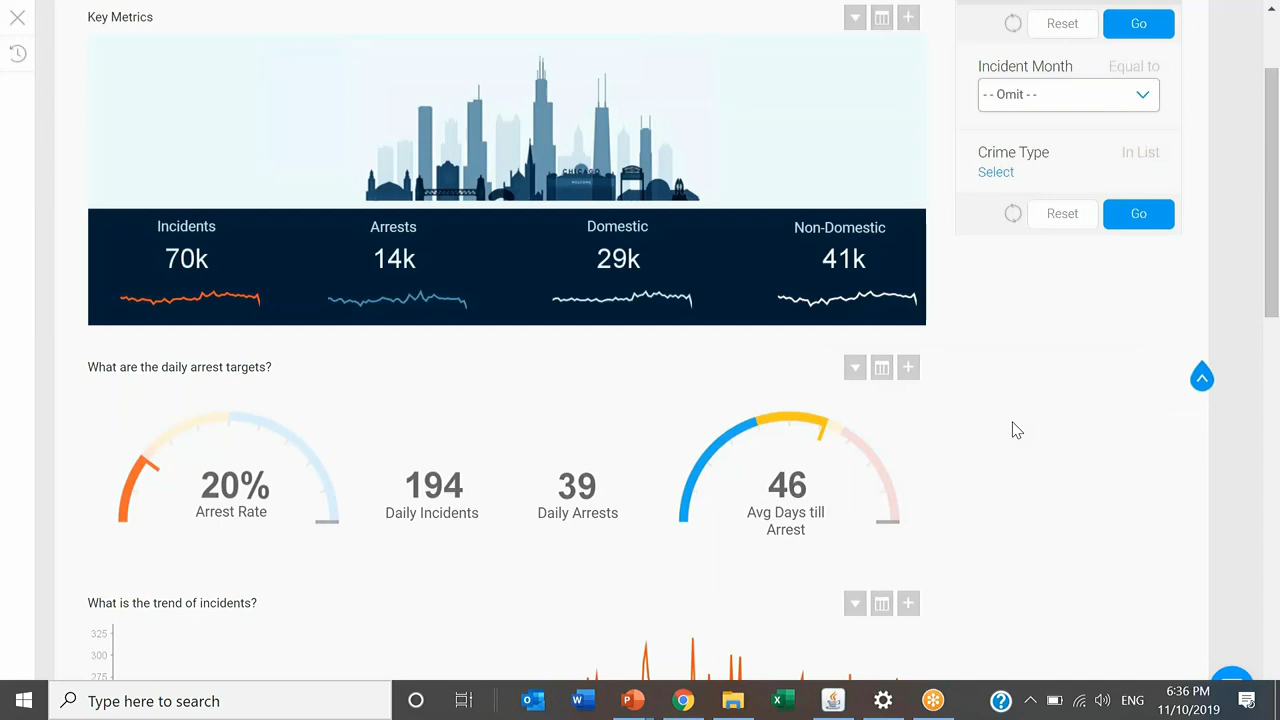 Key Metrics
Reset
Go
Incident Month
Equal to
- - Omit - -
Crime Type
In List
Select
Reset
Go
CHICAGO
WELCOME
Incidents
Arrests
Domestic
Non-Domestic
70k
14k
29k
41k
What are the daily arrest targets?
20%
Arrest Rate
194
Daily Incidents
39
Daily Arrests
46
Avg Days till
Arrest
What is the trend of incidents?
325
300
275
Type here to search
ENG
6:36 PM
11/10/2019